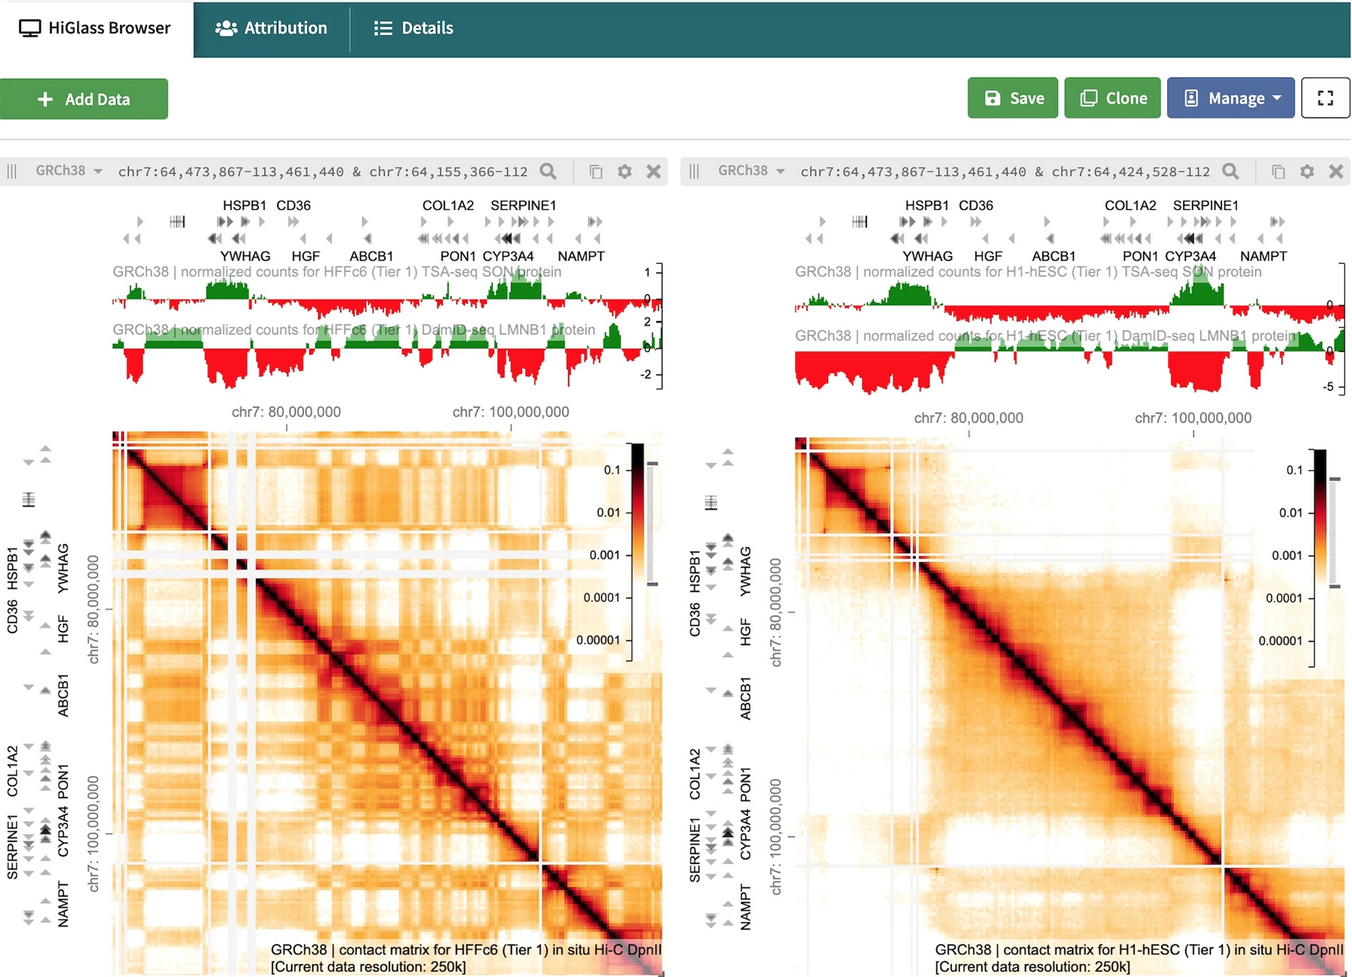 HiGlass Browser
Attribution
Details
Add Data
Save
Clone
Manage
GRCh38 chr7:64,473,867-113,461,440 & chr7:64,155,366-112
HSPB1 CD36 COL1A2 SERPINE1
YWHAG HGF ABCB1 PON1 CYP3A4 NAMPT
GRCh38 | normalized counts for HFFc6 (Tier 1) TSA-seq SON protein
1
0
GRCh38 | normalized counts for HFFc6 (Tier 1) DamID-seq LMNB1 protein
2
0
-2
chr7: 80,000,000 chr7: 100,000,000
HSPB1
YWHAG
CD36
HGF
ABCB1
COL1A2
PON1
CYP3A4
SERPINE1
NAMPT
chr7: 80,000,000
chr7: 100,000,000
0.1
0.01
0.001
0.0001
0.00001
GRCh38 | contact matrix for HFFc6 (Tier 1) in situ Hi-C DpnII
[Current data resolution: 250k]
GRCh38 chr7:64,473,867-113,461,440 & chr7:64,424,528-110
HSPB1 CD36 COL1A2 SERPINE1
YWHAG HGF ABCB1 PON1 CYP3A4 NAMPT
GRCh38 | normalized counts for H1-hESC (Tier 1) TSA-seq SON protein
0
GRCh38 | normalized counts for H1-hESC (Tier 1) DamID-seq LMNB1 protein
0
-5
chr7: 80,000,000 chr7: 100,000,000
HSPB1
YWHAG
CD36
HGF
ABCB1
COL1A2
PON1
CYP3A4
SERPINE1
NAMPT
chr7: 80,000,000
chr7: 100,000,000
0.1
0.01
0.001
0.0001
0.00001
GRCh38 | contact matrix for H1-hESC (Tier 1) in situ Hi-C DpnII
[Current data resolution: 250k]